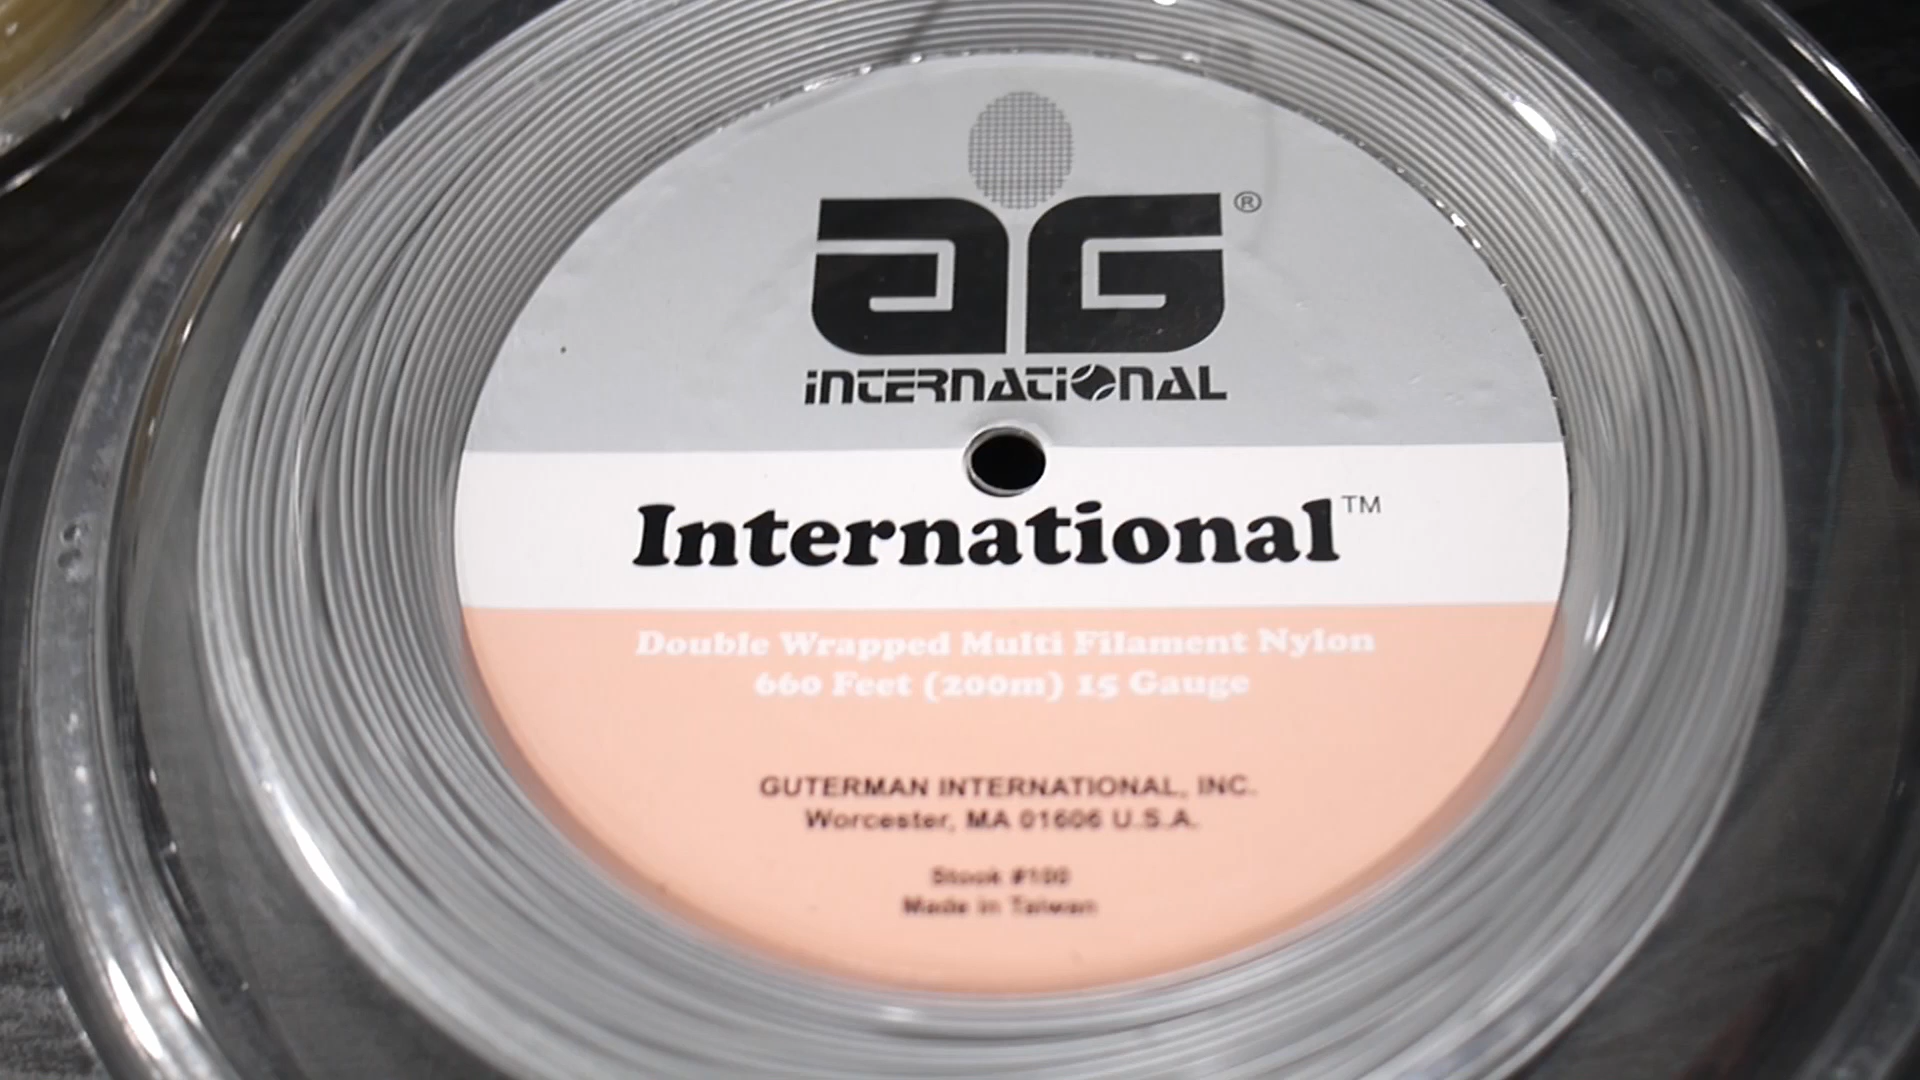 aG®
INTERNATIONAL
International™
Double Wrapped Multi Filament Nylon
660 Feet (200m) 15 Gauge
GUTERMAN INTERNATIONAL, INC.
Worcester, MA 01606 U.S.A.
Stock #100
Made in Taiwan